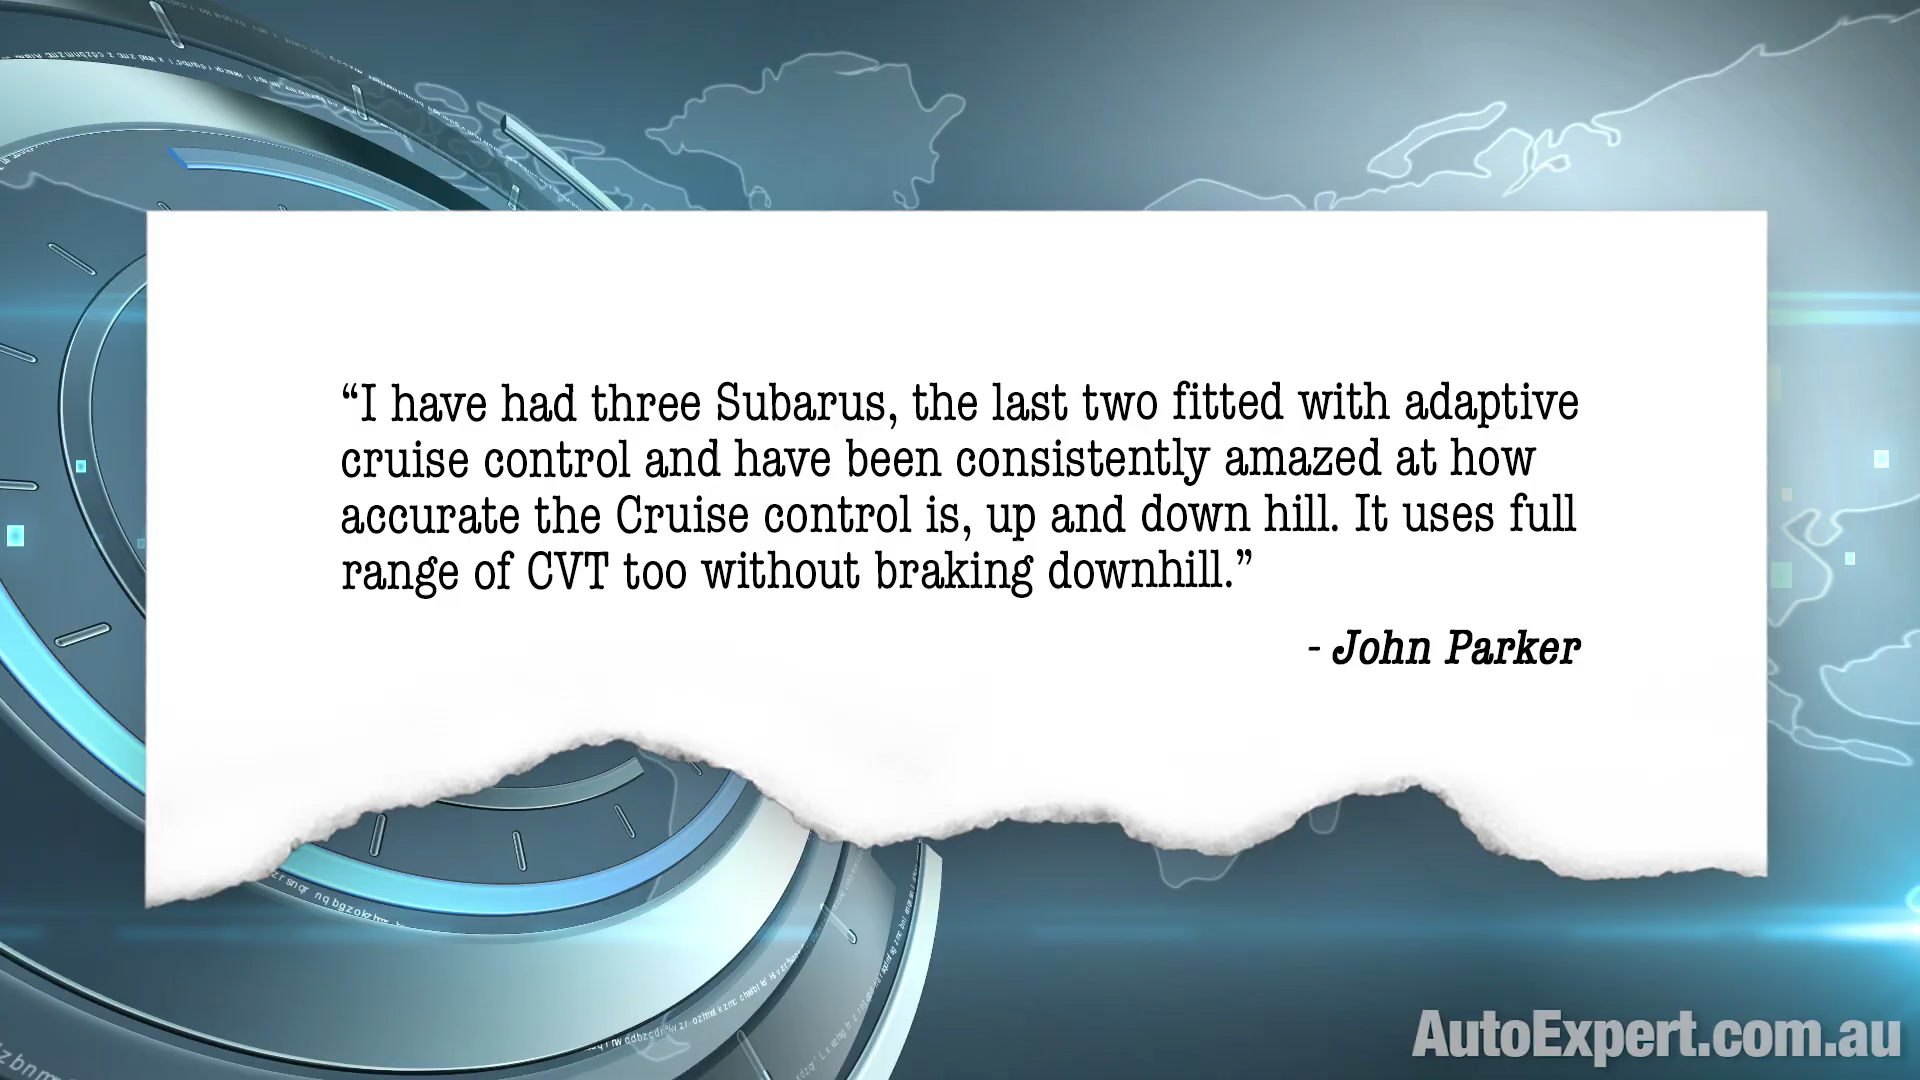 “I have had three Subarus, the last two fitted with adaptive
cruise control and have been consistently amazed at how
accurate the Cruise control is, up and down hill. It uses full
range of CVT too without braking downhill.”
- John Parker
AutoExpert.com.au